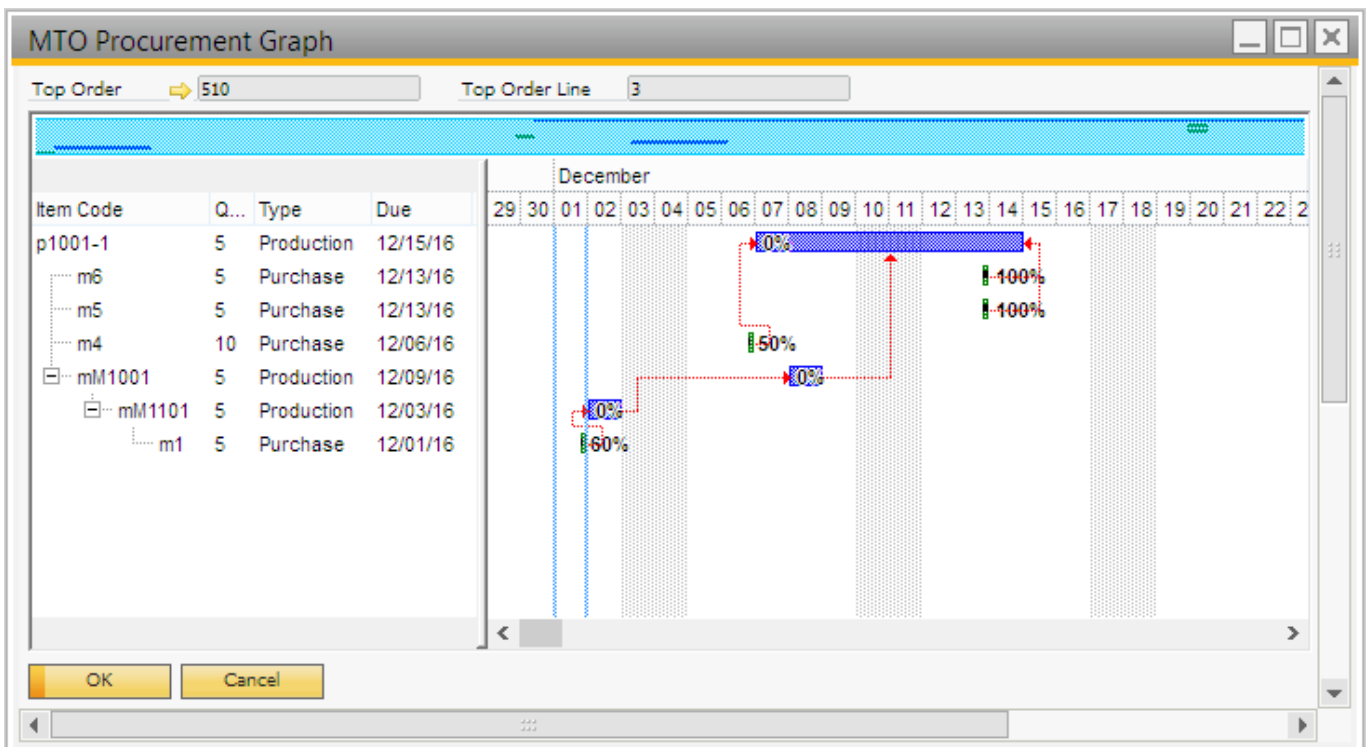 MTO Procurement Graph
Top Order 510 Top Order Line 3
December
Item Code Q... Type Due 29 30 01 02 03 04 05 06 07 08 09 10 11 12 13 14 15 16 17 18 19 20 21 22 2
p1001-1 5 Production 12/15/16 0%
m6 5 Purchase 12/13/16 100%
m5 5 Purchase 12/13/16 100%
m4 10 Purchase 12/06/16 50%
mM1001 5 Production 12/09/16 0%
mM1101 5 Production 12/03/16 0%
m1 5 Purchase 12/01/16 60%
OK Cancel